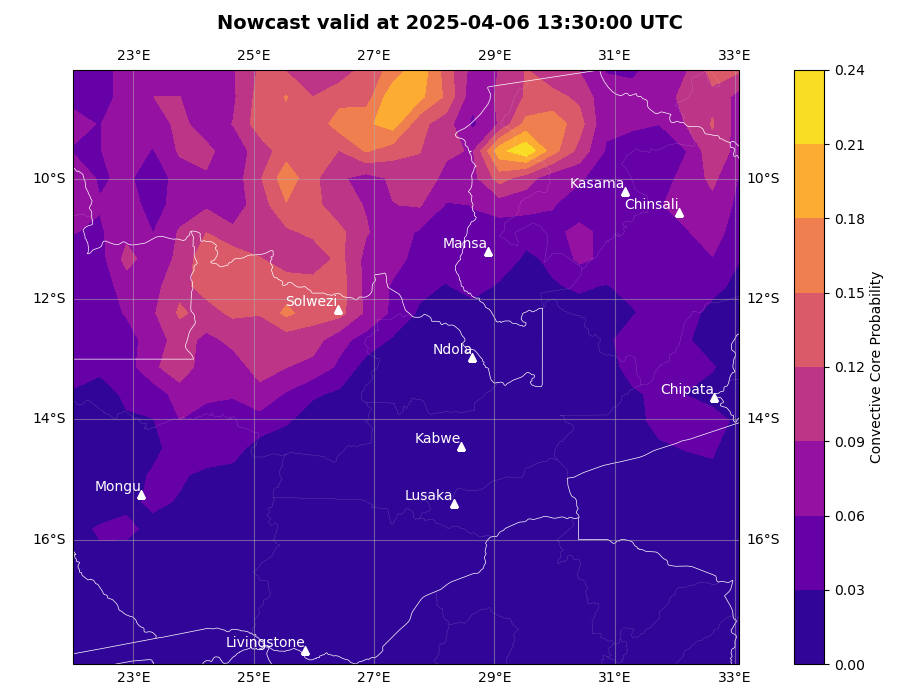 Nowcast valid at 2025-04-06 13:30:00 UTC
23°E 25°E 27°E 29°E 31°E 33°E
0.24
0.21
0.18
0.15
0.12
0.09
0.06
0.03
0.00
Convective Core Probability
10°S 10°S
12°S 12°S
14°S 14°S
16°S 16°S
Kasama
Chinsali
Mansa
Solwezi
Ndola
Chipata
Kabwe
Mongu
Lusaka
Livingstone
23°E 25°E 27°E 29°E 31°E 33°E